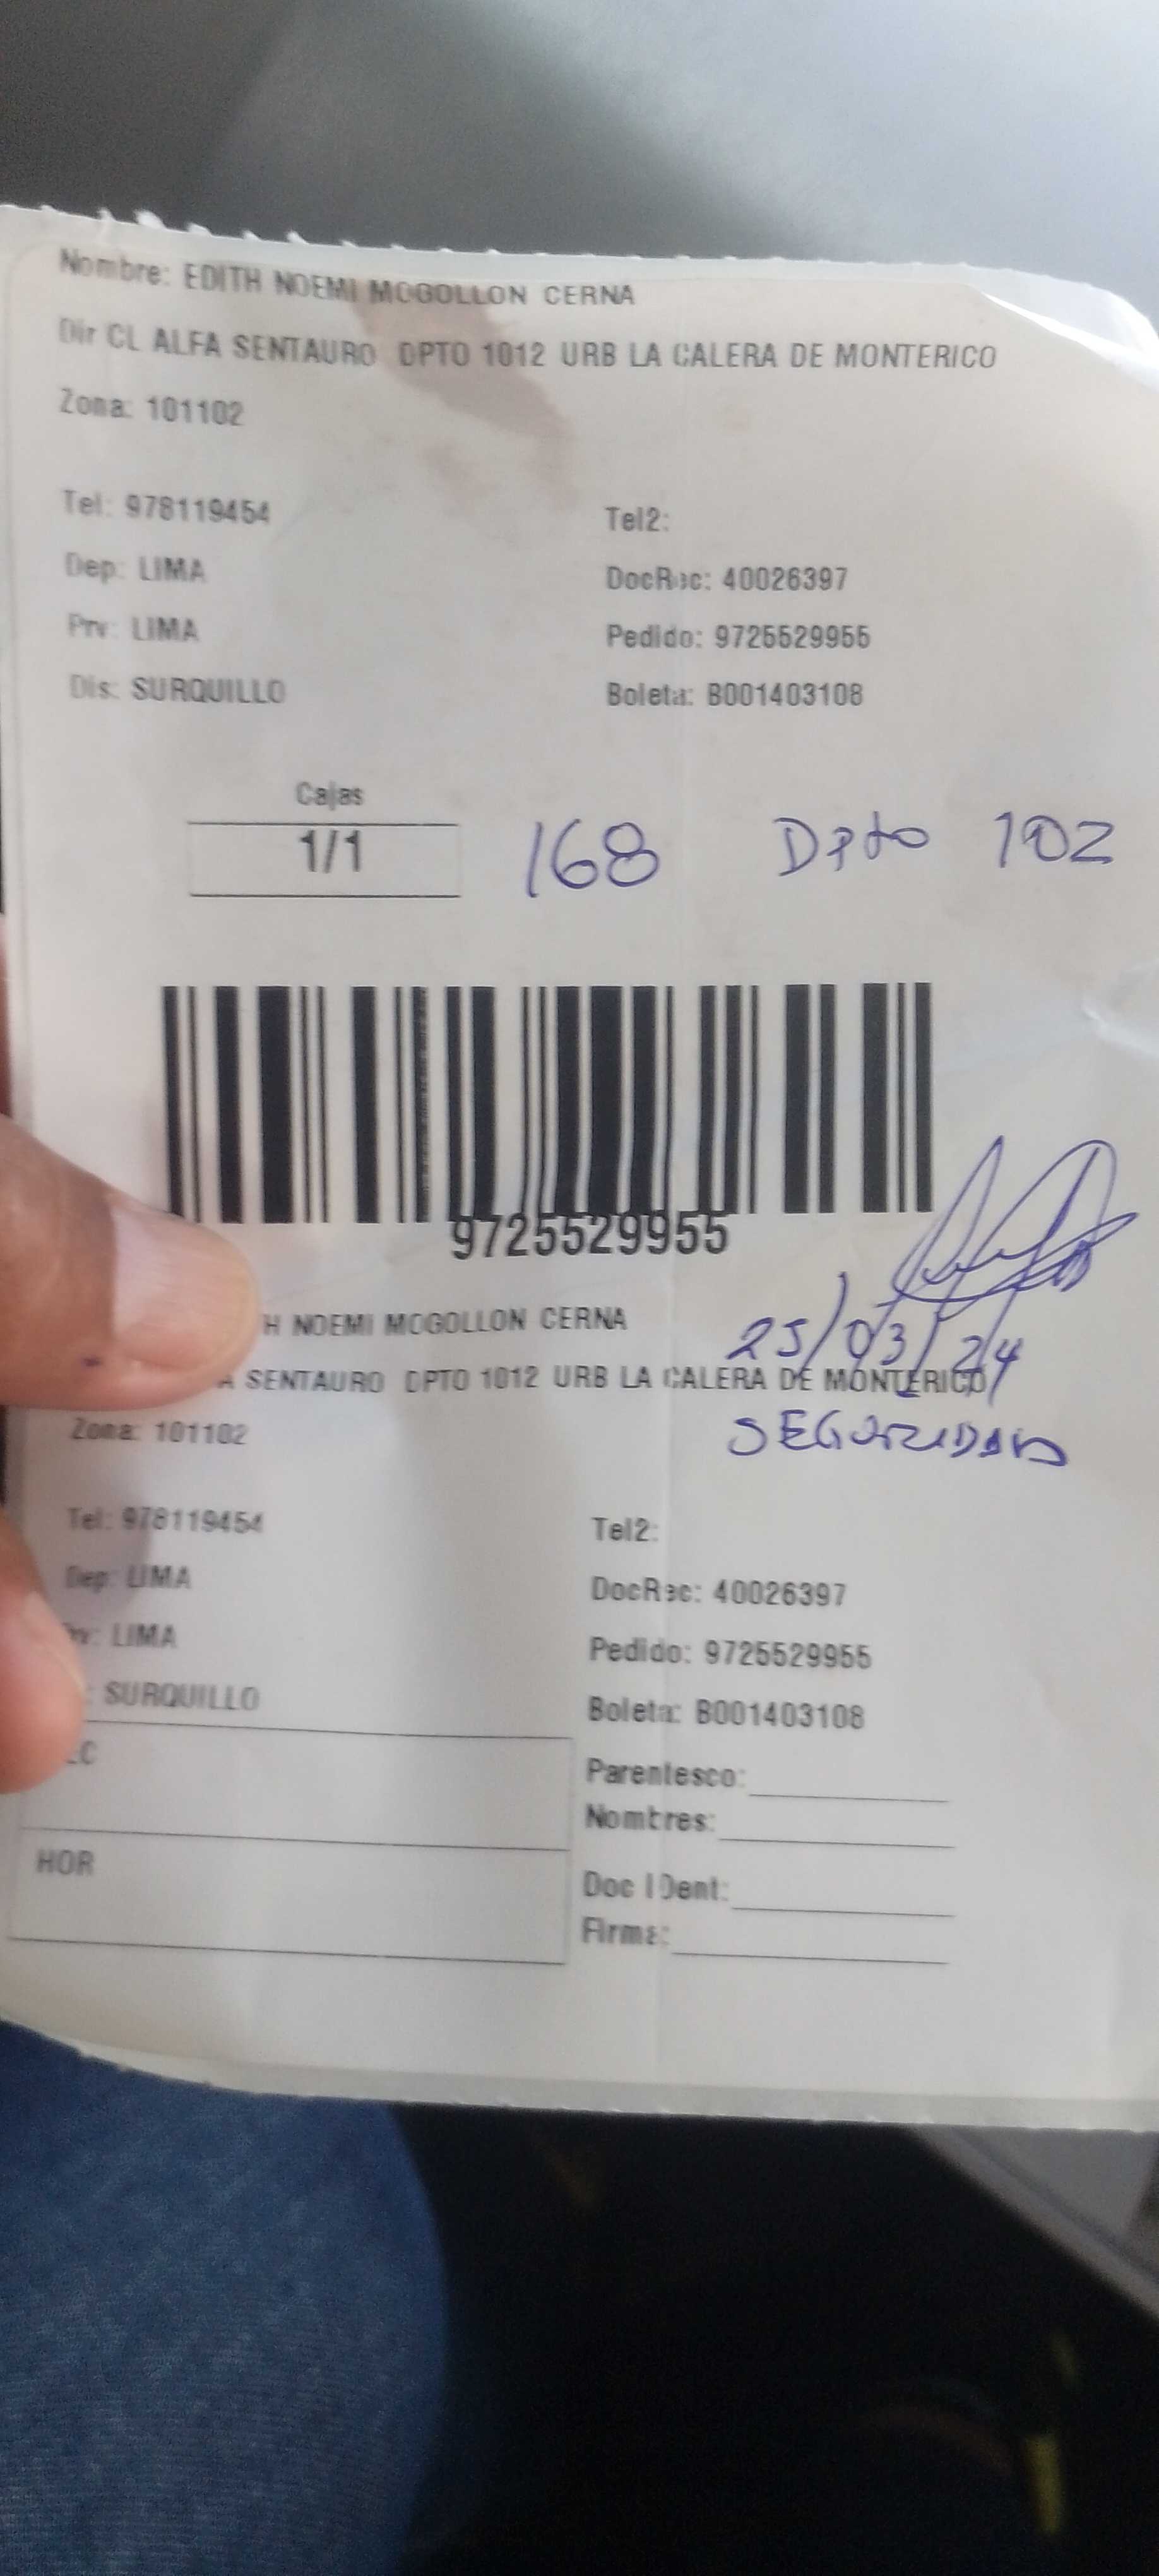 Nombre: EDITH NOEMI MOGOLLON CERNA
Dir CL ALFA SENTAURO DPTO 1012 URB LA CALERA DE MONTERICO
Zona: 101102
Tel: 978119454 Tel2:
Dep: LIMA DocRec: 40026397
Prv: LIMA Pedido: 9725529955
Dis: SURQUILLO Boleta: B001403108
Cajas
1/1 168 Dpto 102
9725529955
H NOEMI MOGOLLON CERNA
25/03/24
A SENTAURO DPTO 1012 URB LA CALERA DE MONTERICO
Zona: 101102 SEGURIDAD
Tel: 978119454 Tel2:
Dep: LIMA DocRec: 40026397
rv: LIMA Pedido: 9725529955
: SURQUILLO Boleta: B001403108
EC Parentesco:
Nombres:
HOR Doc IDent:
Firma: